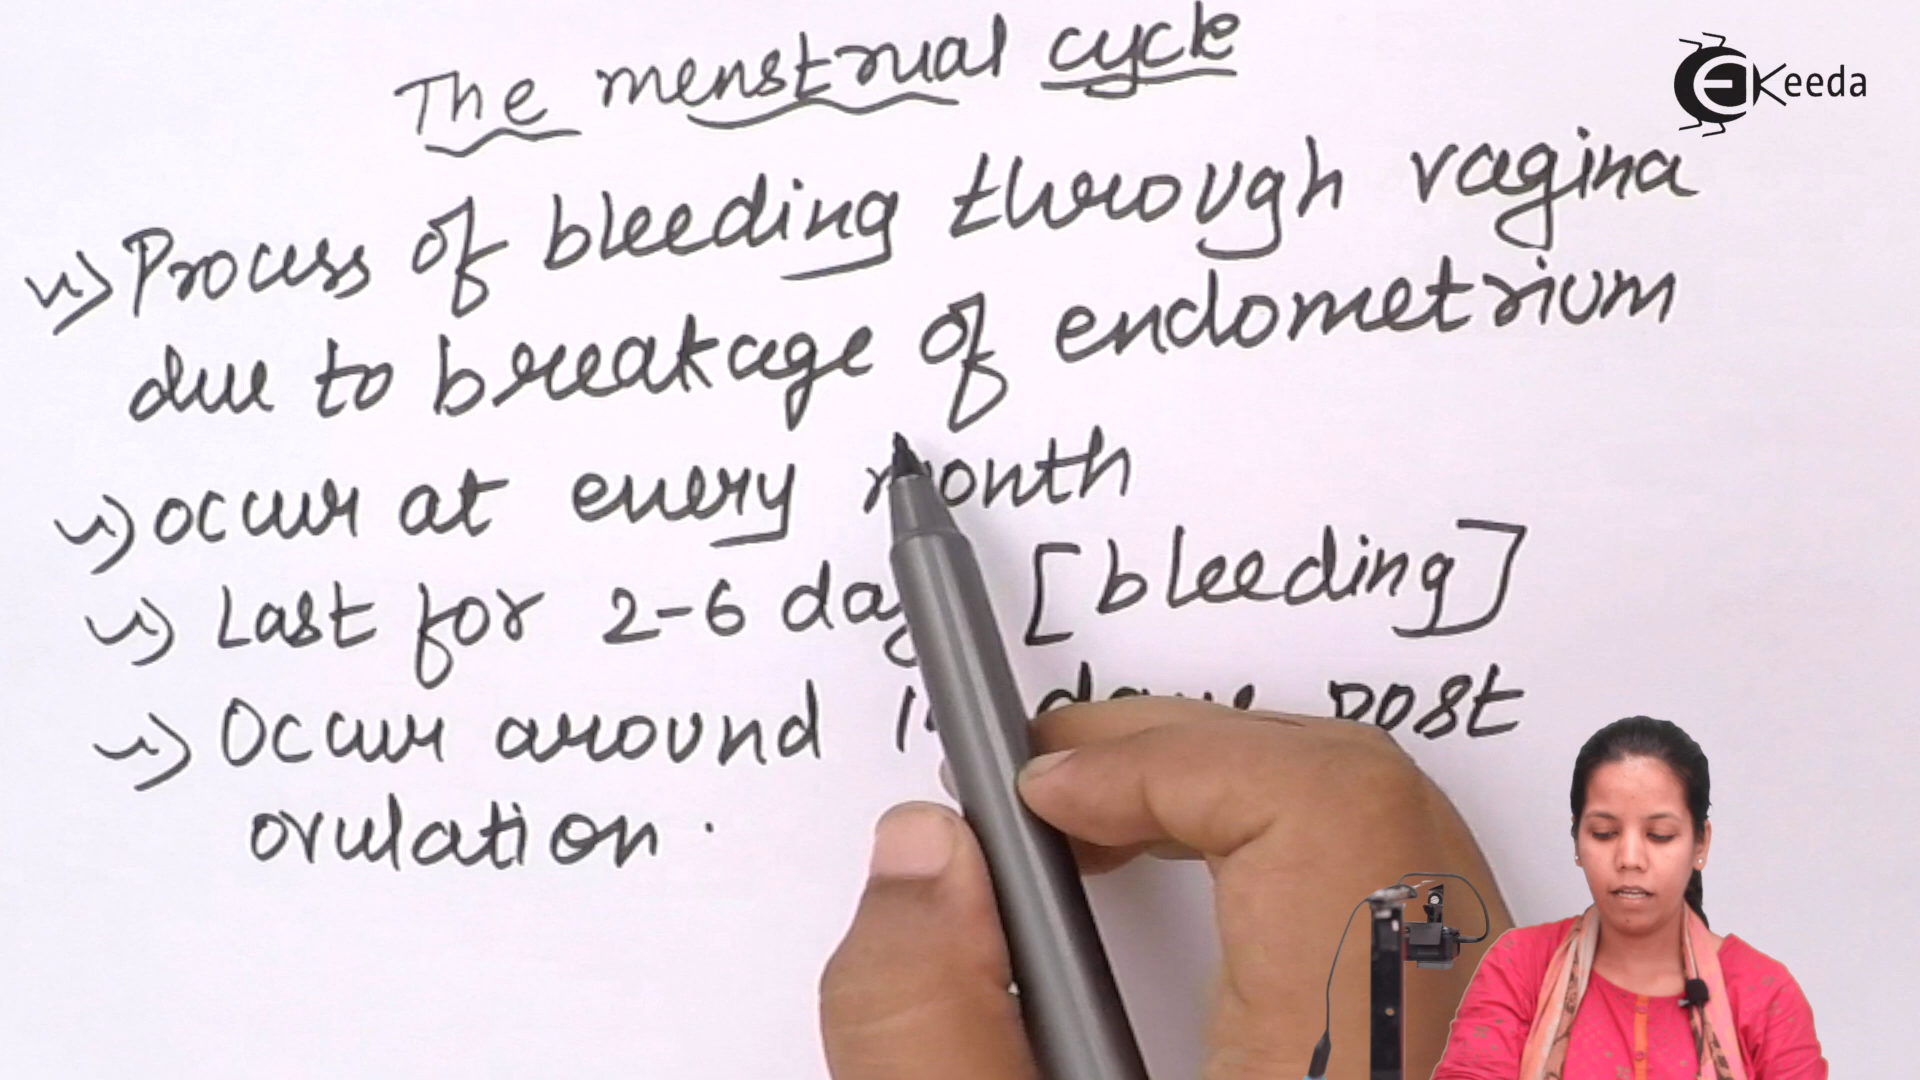 The menstrual cycle
Keeda
Process of bleeding through vagina
due to breakage of endometrium
occur at every month
Last for 2-6 [bleeding]
Occur around post
ovulation.